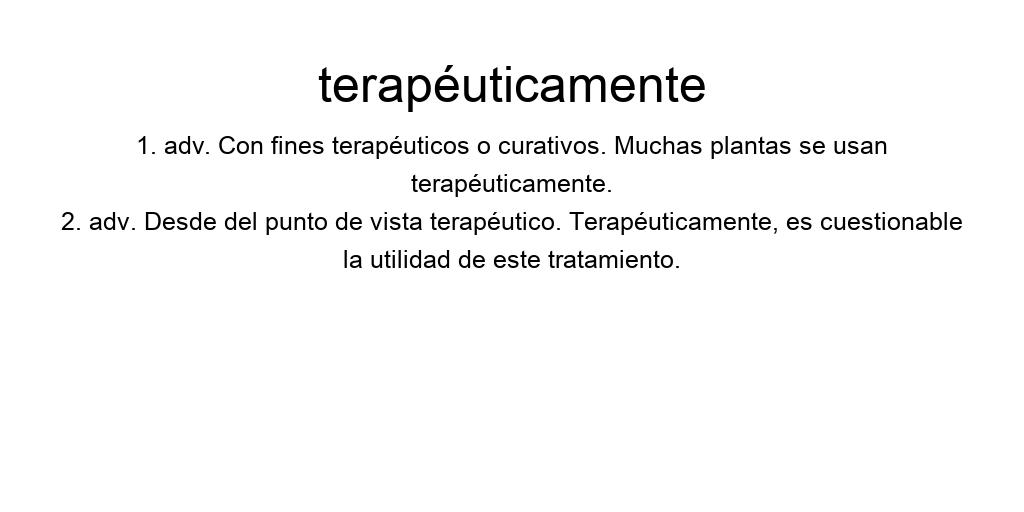 terapéuticamente
1. adv. Con fines terapéuticos o curativos. Muchas plantas se usan
terapéuticamente.
2. adv. Desde del punto de vista terapéutico. Terapéuticamente, es cuestionable
la utilidad de este tratamiento.